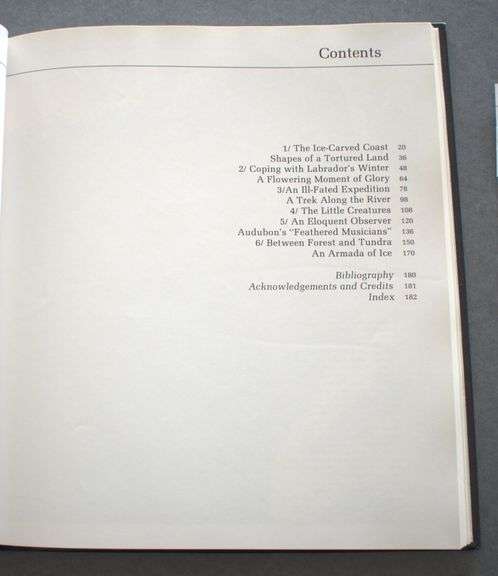 Contents
1/ The Ice-Carved Coast 20
Shapes of a Tortured Land 36
2/ Coping with Labrador's Winter 48
A Flowering Moment of Glory 64
3/An Ill-Fated Expedition 78
A Trek Along the River 98
4/ The Little Creatures 108
5/ An Eloquent Observer 120
Audubon's "Feathered Musicians" 136
6/ Between Forest and Tundra 150
An Armada of Ice 170
Bibliography 180
Acknowledgements and Credits 181
Index 182